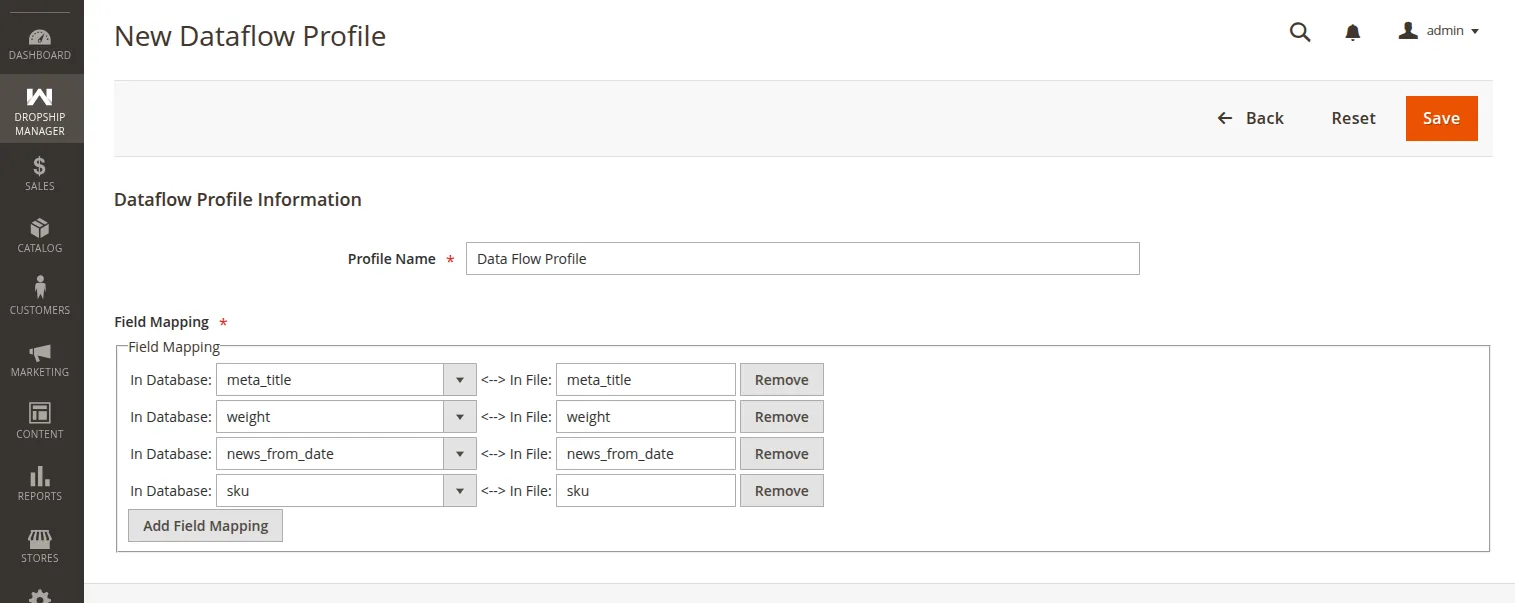 New Dataflow Profile
admin
DASHBOARD
DROPSHIP
MANAGER
SALES
CATALOG
CUSTOMERS
MARKETING
CONTENT
REPORTS
STORES
Back Reset Save
Dataflow Profile Information
Profile Name * Data Flow Profile
Field Mapping *
Field Mapping
In Database: meta_title <--> In File: meta_title Remove
In Database: weight <--> In File: weight Remove
In Database: news_from_date <--> In File: news_from_date Remove
In Database: sku <--> In File: sku Remove
Add Field Mapping